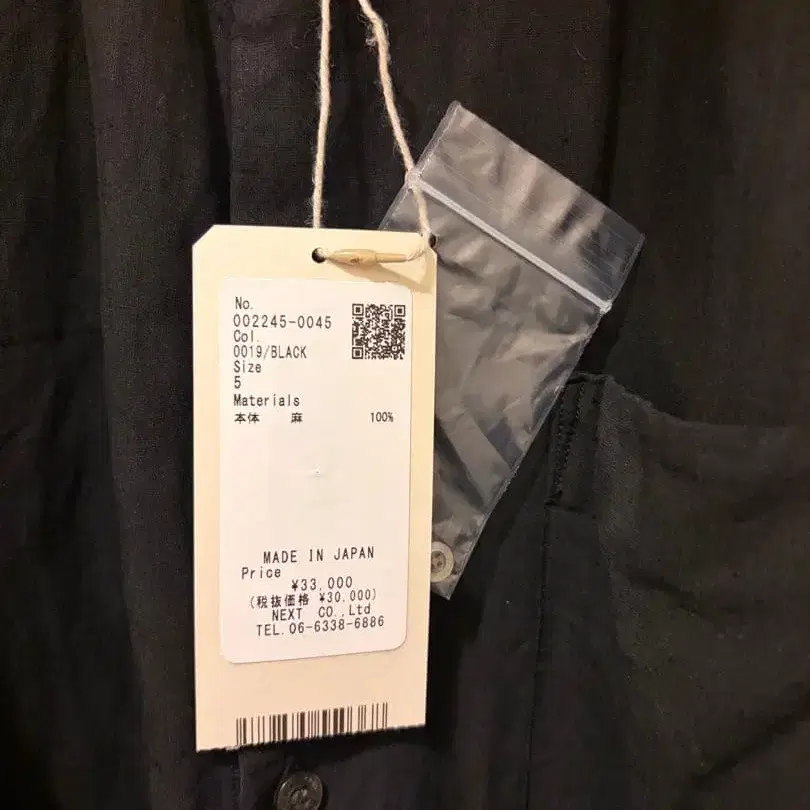 No.
002245-0045
Col.
0019/BLACK
Size
5
Materials
本体 麻 100%
MADE IN JAPAN
Price
¥33,000
(税抜価格 ¥30,000)
NEXT CO.,Ltd
TEL.06-6338-6886